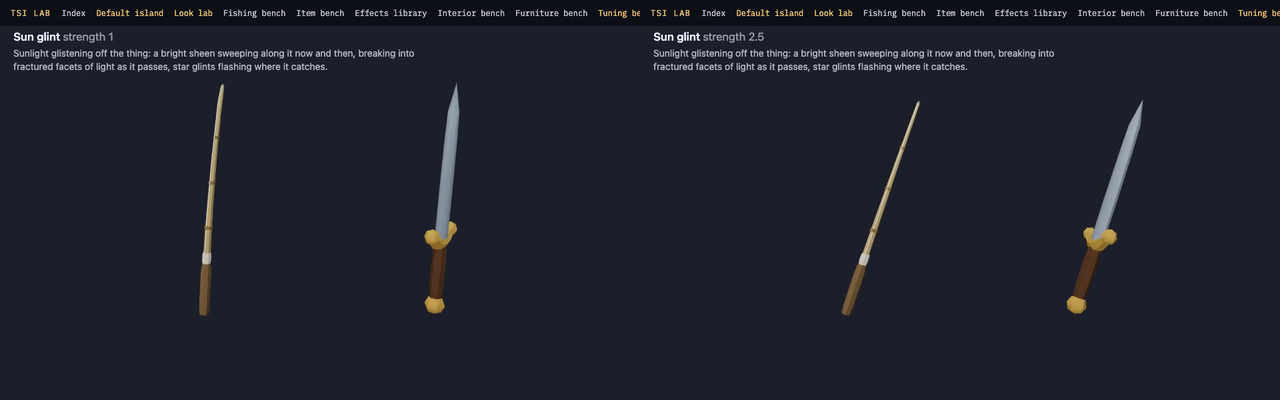 TSI LAB Index Default island Look lab Fishing bench Item bench Effects library Interior bench Furniture bench Tuning be
Sun glint strength 1
Sunlight glistening off the thing: a bright sheen sweeping along it now and then, breaking into
fractured facets of light as it passes, star glints flashing where it catches.
TSI LAB Index Default island Look lab Fishing bench Item bench Effects library Interior bench Furniture bench Tuning b
Sun glint strength 2.5
Sunlight glistening off the thing: a bright sheen sweeping along it now and then, breaking into
fractured facets of light as it passes, star glints flashing where it catches.